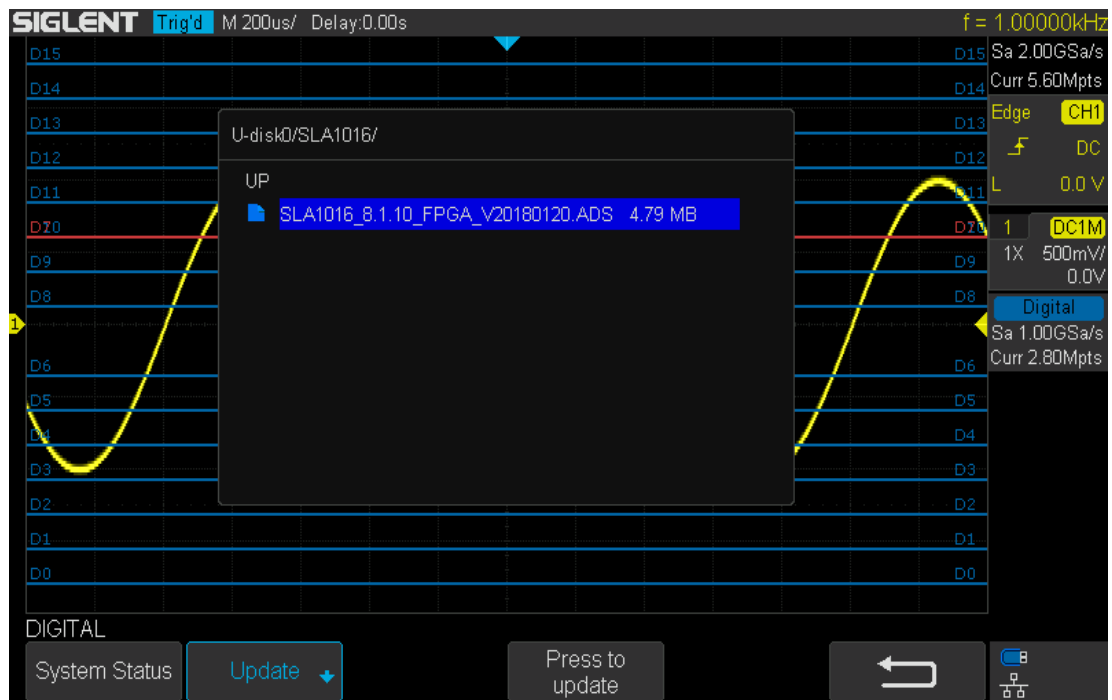 SIGLENT Trig'd M 200us/ Delay:0.00s f = 1.00000kHz
D15 D15 Sa 2.00GSa/s
D14 D14 Curr 5.60Mpts
D13 D13 Edge CH1
U-disk0/SLA1016/
D12 D12 DC
UP
D11 D11 L 0.0 V
SLA1016_8.1.10_FPGA_V20180120.ADS 4.79 MB
1 DC1M
D9 D9 1X 500mV/
0.0V
D8 D8 Digital
1 Sa 1.00GSa/s
D6 D6 Curr 2.80Mpts
D5 D5
D4 D4
D3 D3
D2 D2
D1 D1
D0 D0
DIGITAL
System Status Update Press to
update